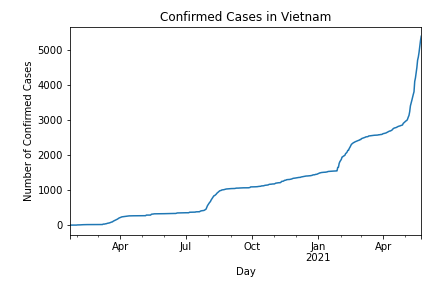 Confirmed Cases in Vietnam
Number of Confirmed Cases
5000
4000
3000
2000
1000
0
Apr Jul Oct Jan Apr
2021
Day